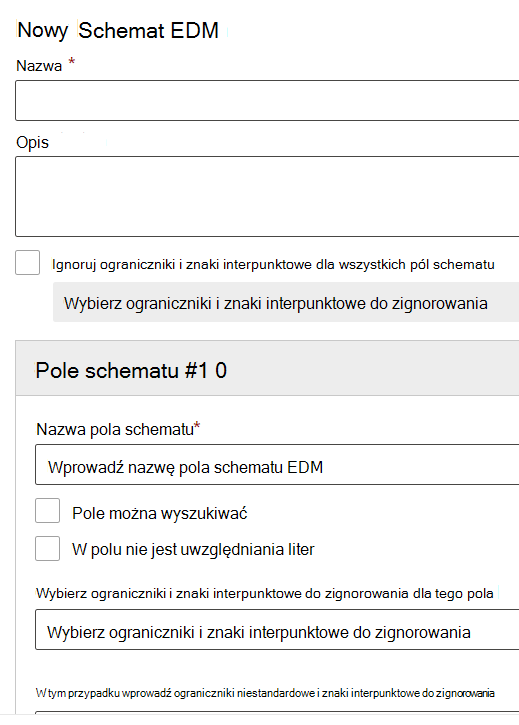 Nowy Schemat EDM
Nazwa *
Opis
Ignoruj ograniczniki i znaki interpunktowe dla wszystkich pól schematu
Wybierz ograniczniki i znaki interpunktowe do zignorowania
Pole schematu #1 0
Nazwa pola schematu*
Wprowadź nazwę pola schematu EDM
Pole można wyszukiwać
W polu nie jest uwzględniania liter
Wybierz ograniczniki i znaki interpunktowe do zignorowania dla tego pola
Wybierz ograniczniki i znaki interpunktowe do zignorowania
W tym przypadku wprowadź ograniczniki niestandardowe i znaki interpunktowe do zignorowania